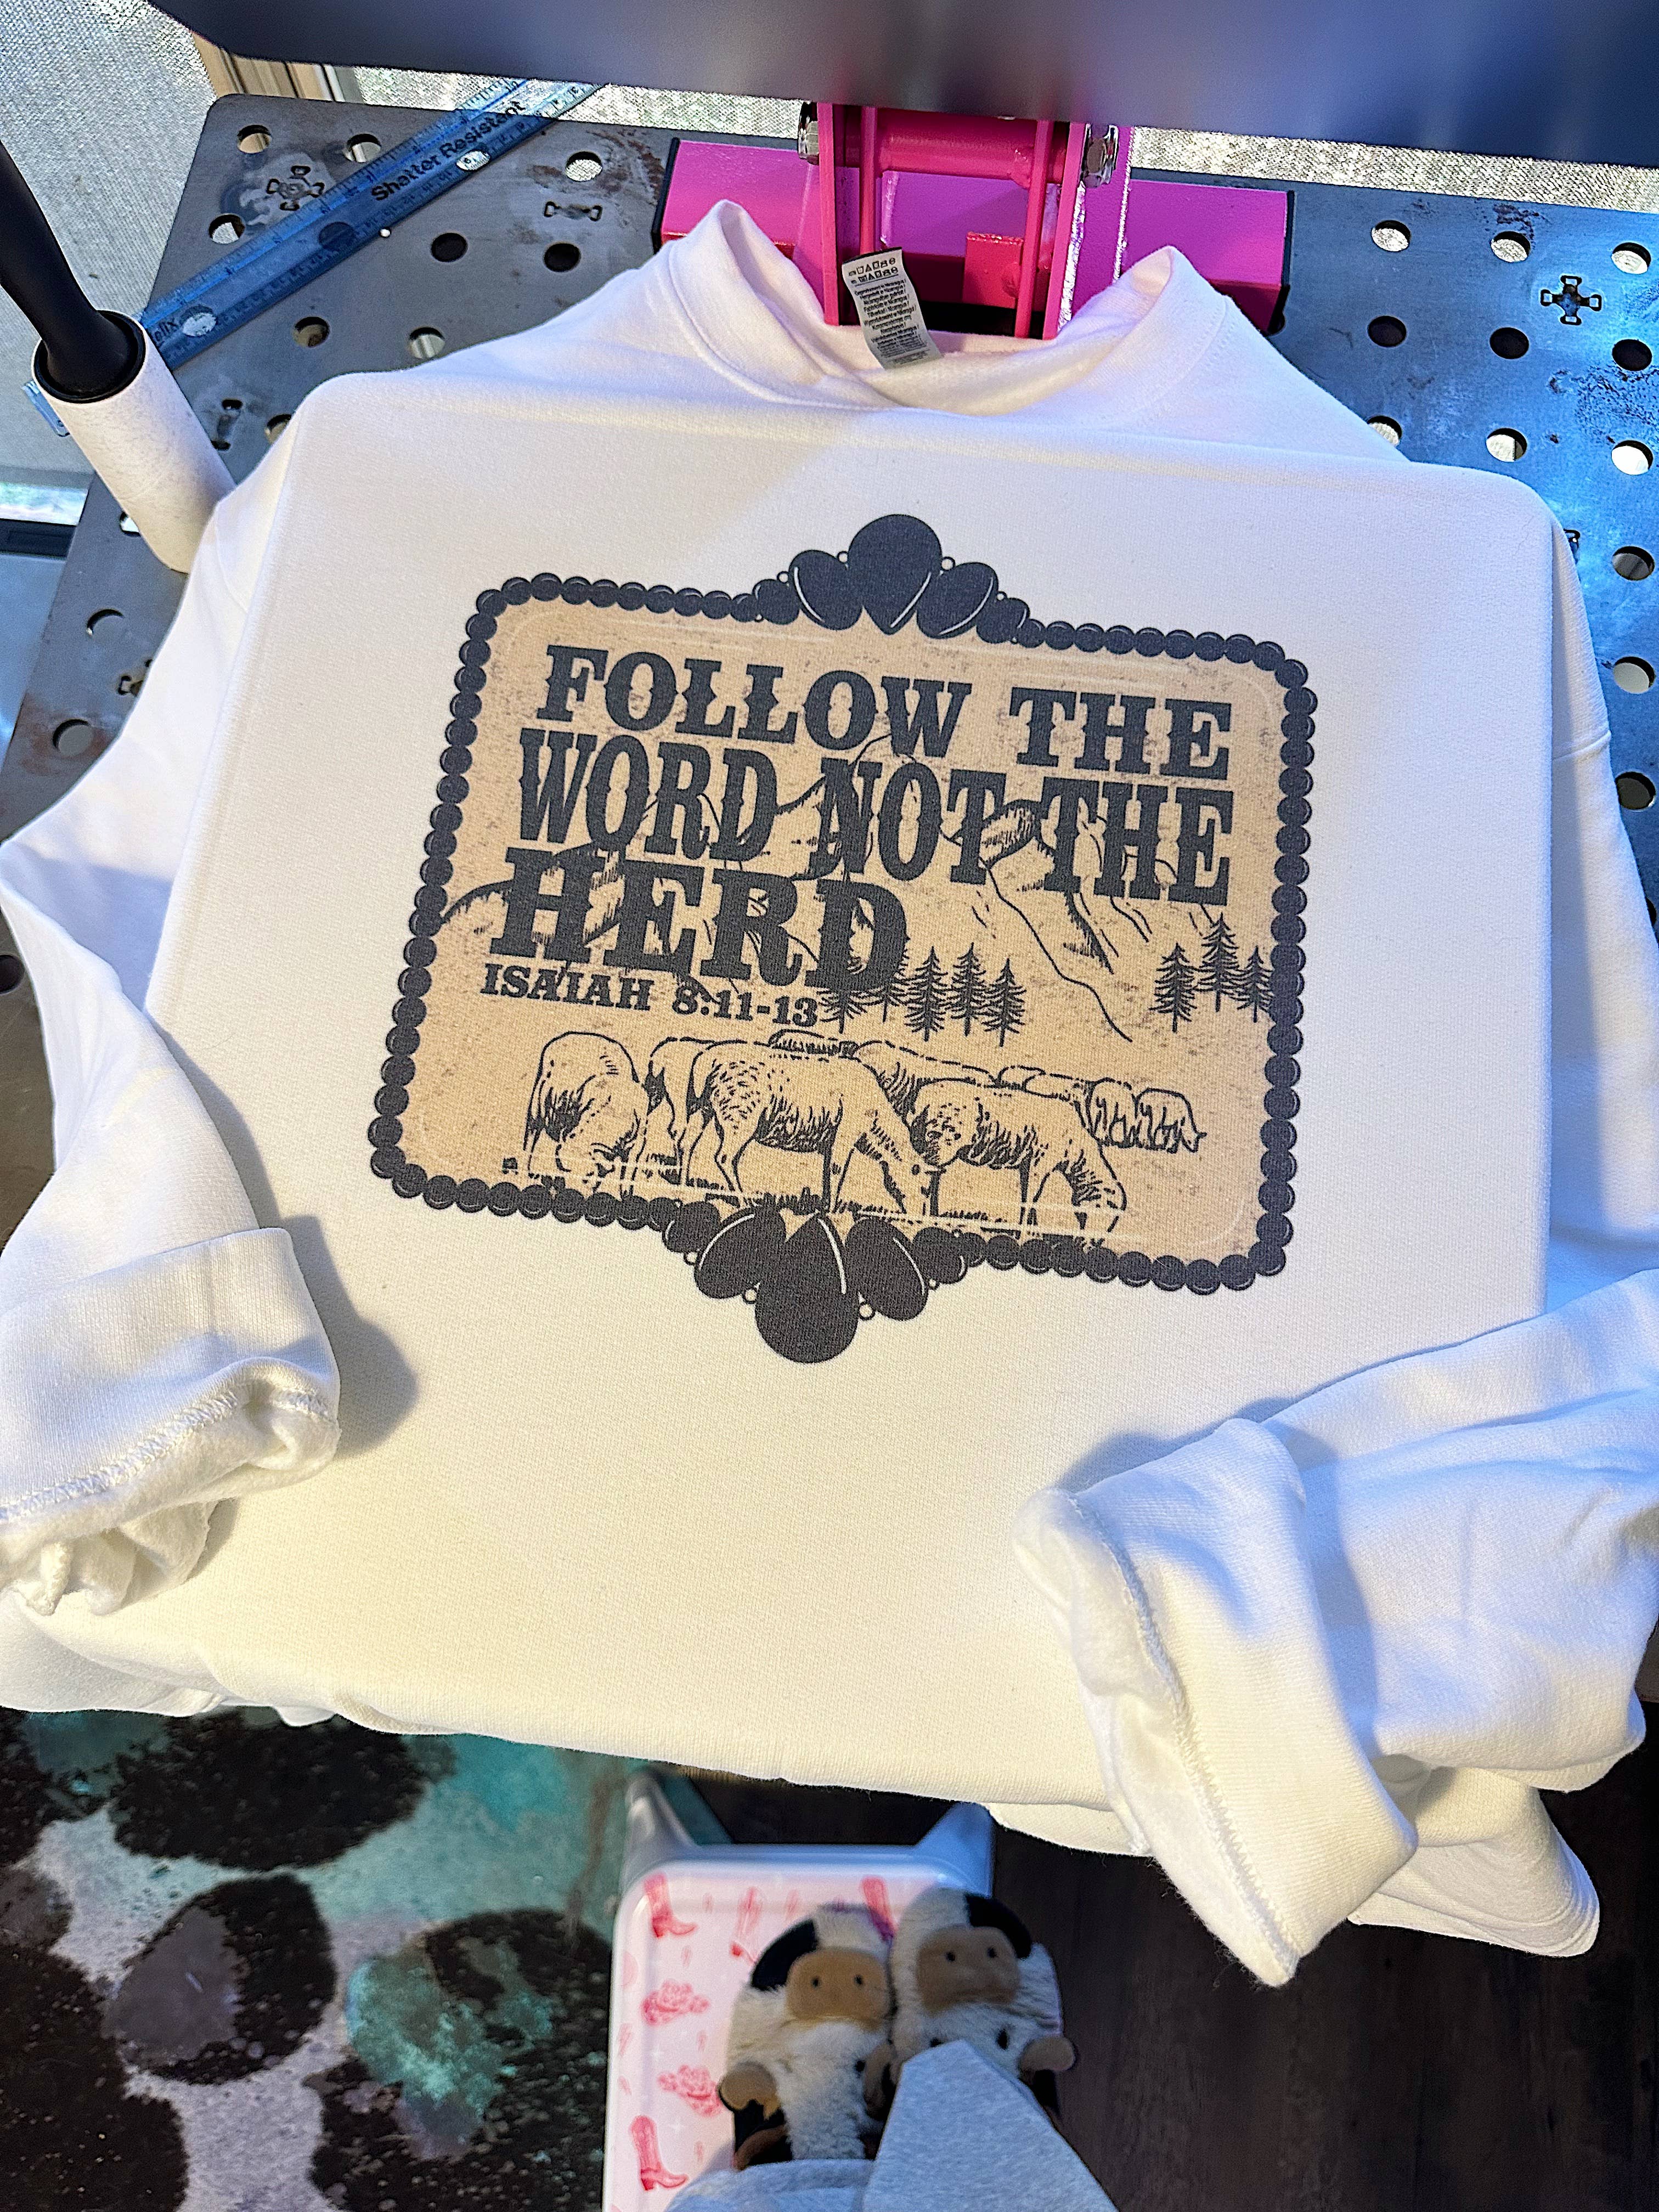 Shatter Resistant
FOLLOW THE
WORD NOT THE
HERD
ISAIAH 8:11-13